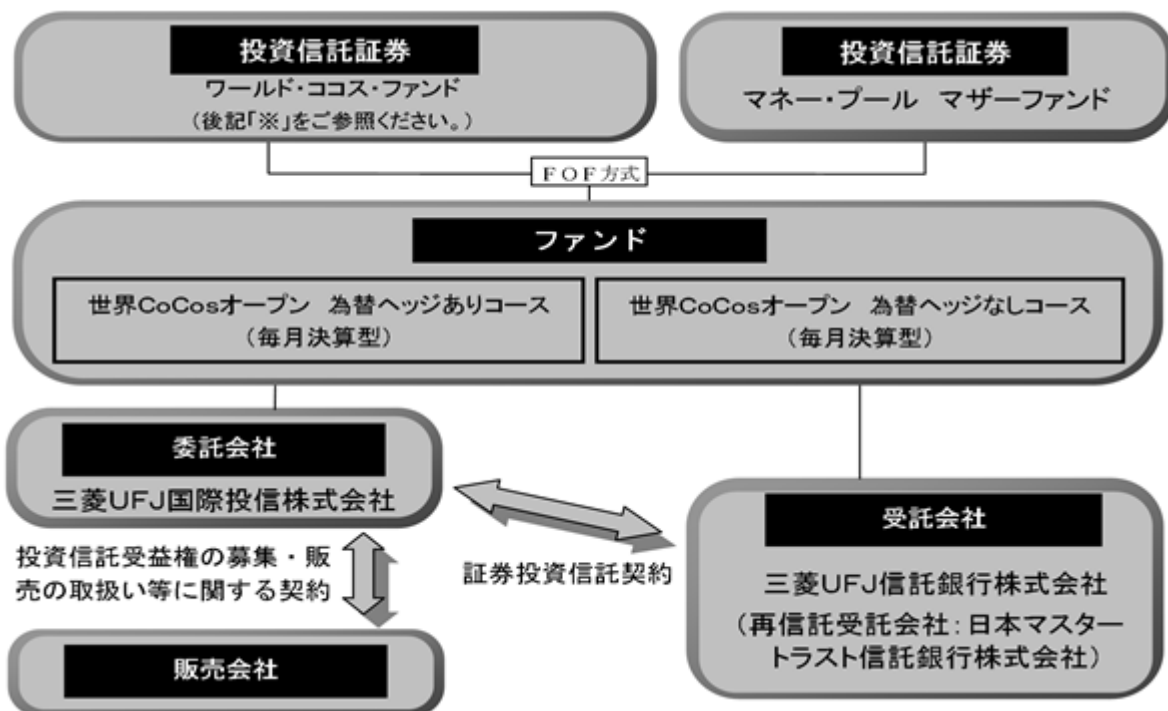 投資信託証券
ワールド・ココス・ファンド
(後記「※」をご参照ください。)
投資信託証券
マネー・プール マザーファンド
FOF方式
ファンド
世界CoCosオープン 為替ヘッジありコース
(毎月決算型)
世界CoCosオープン 為替ヘッジなしコース
(毎月決算型)
委託会社
三菱UFJ国際投信株式会社
投資信託受益権の募集・販
売の取扱い等に関する契約
証券投資信託契約
受託会社
三菱UFJ信託銀行株式会社
(再信託受託会社:日本マスター
トラスト信託銀行株式会社)
販売会社